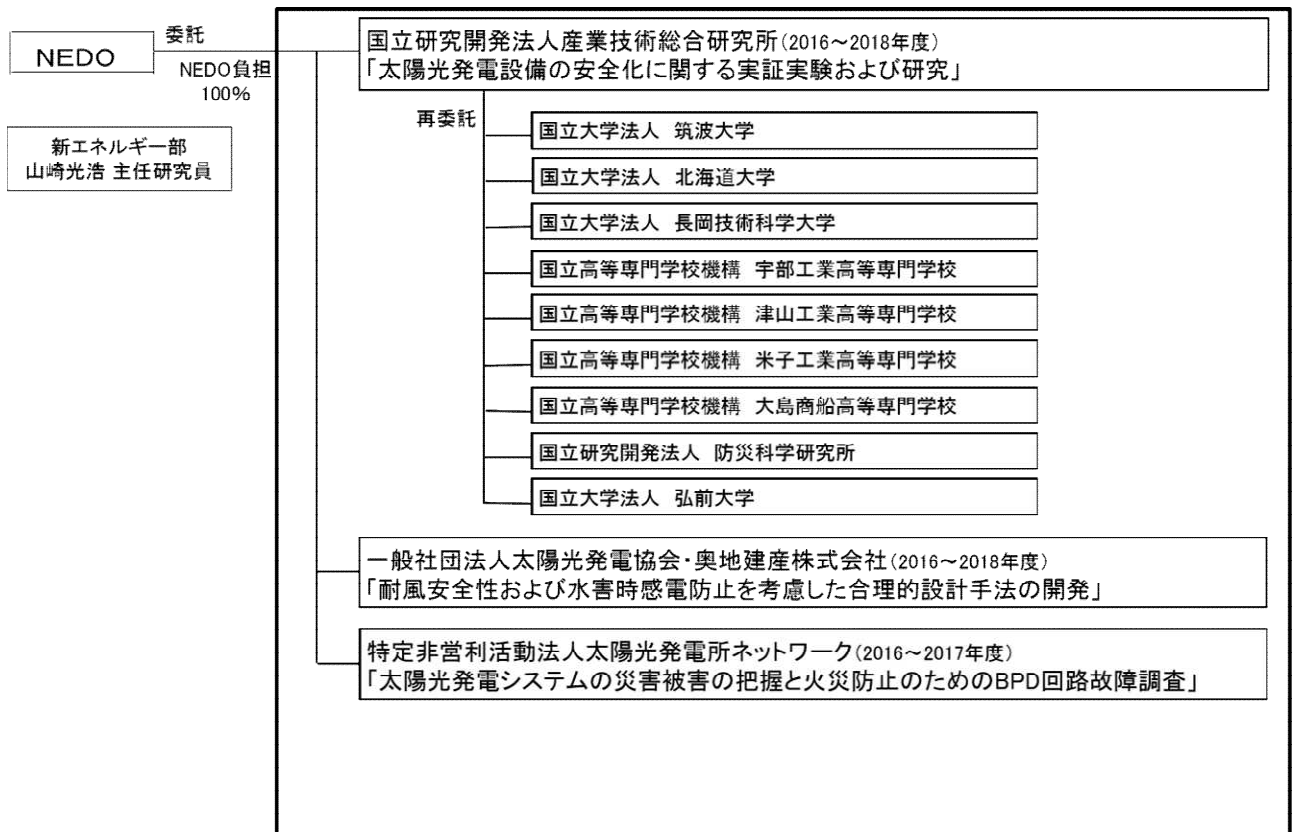 NEDO
委託
NEDO負担
100%
新エネルギー部
山崎光浩 主任研究員
国立研究開発法人産業技術総合研究所(2016~2018年度)
「太陽光発電設備の安全化に関する実証実験および研究」
再委託
国立大学法人 筑波大学
国立大学法人 北海道大学
国立大学法人 長岡技術科学大学
国立高等専門学校機構 宇部工業高等専門学校
国立高等専門学校機構 津山工業高等専門学校
国立高等専門学校機構 米子工業高等専門学校
国立高等専門学校機構 大島商船高等専門学校
国立研究開発法人 防災科学研究所
国立大学法人 弘前大学
一般社団法人太陽光発電協会・奥地建産株式会社(2016~2018年度)
「耐風安全性および水害時感電防止を考慮した合理的設計手法の開発」
特定非営利活動法人太陽光発電所ネットワーク(2016~2017年度)
「太陽光発電システムの災害被害の把握と火災防止のためのBPD回路故障調査」